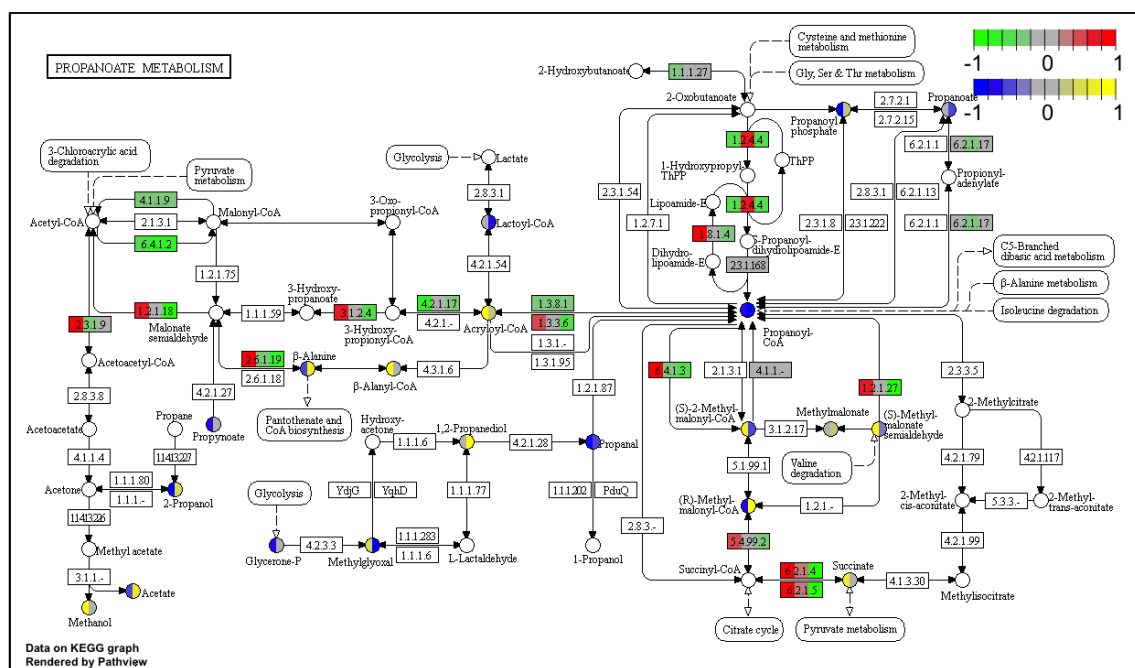 PROPANOATE METABOLISM
-1
0
1
-1
0
1
Cysteine and methionine
metabolism
Gly, Ser & Thr metabolism
2-Hydroxybutanoate
1.1.1.27
2-Oxobutanoate
Propanoyl
phosphate
2.7.2.1
2.7.2.15
Propanoate
1.2.4.4
1-Hydroxypropyl-
ThPP
ThPP
6.2.1.1
6.2.1.17
Propionyl-
adenylate
2.3.1.54
1.2.7.1
Lipoamide-E
1.2.4.4
1.8.1.4
Dihydro-
lipoamide-E
S-Propanoyl-
dihydrolipoamide-E
2.3.1.168
2.3.1.8
2.3.1.222
2.8.3.1
6.2.1.13
6.2.1.1
6.2.1.17
C5-Branched
dibasic acid metabolism
β-Alanine metabolism
Isoleucine degradation
3-Chloroacrylic acid
degradation
Pyruvate
metabolism
Glycolysis
Lactate
2.8.3.1
Lactoyl-CoA
4.2.1.54
4.1.1.9
Acetyl-CoA
2.1.3.1
Malonyl-CoA
6.4.1.2
3-Oxo-
propionyl-CoA
1.2.1.75
3-Hydroxy-
propanoate
2.3.1.9
1.2.1.18
Malonate
semialdehyde
1.1.1.59
3.1.2.4
3-Hydroxy-
propionyl-CoA
4.2.1.17
4.2.1.-
Acryloyl-CoA
1.3.8.1
1.3.3.6
1.3.1.-
1.3.1.95
Propanoyl-
CoA
Acetoacetyl-CoA
2.6.1.19
2.6.1.18
β-Alanine
β-Alanyl-CoA
4.3.1.6
1.2.1.87
6.4.1.3
2.1.3.1
4.1.1.-
1.2.1.27
2.3.3.5
2.8.3.8
4.2.1.27
Propynoate
Pantothenate and
CoA biosynthesis
(S)-2-Methyl-
malonyl-CoA
3.1.2.17
Methylmalonate
(S)-Methyl-
malonate
semialdehyde
2-Methylcitrate
Acetoacetate
Propane
Hydroxy-
acetone
1.1.1.6
1,2-Propanediol
4.2.1.28
Propanal
Valine
degradation
4.1.1.4
1.14.13.227
5.1.99.1
4.2.1.79
4.2.1.117
Acetone
1.1.1.80
1.1.1.-
2-Propanol
Glycolysis
YdjG
YqhD
1.1.1.77
1.1.1.202
PduQ
(R)-Methyl-
malonyl-CoA
1.2.1.-
2-Methyl-
cis-aconitate
5.3.3.-
2-Methyl-
trans-aconitate
1.14.13.226
Glycerone-P
4.2.3.3
Methylglyoxal
1.1.1.283
1.1.1.6
L-Lactaldehyde
1-Propanol
2.8.3.-
5.4.99.2
4.2.1.99
Methyl acetate
3.1.1.-
Acetate
Methanol
Succinyl-CoA
6.2.1.4
6.2.1.5
Succinate
4.1.3.30
Methylisocitrate
Citrate cycle
Pyruvate metabolism
Data on KEGG graph
Rendered by Pathview